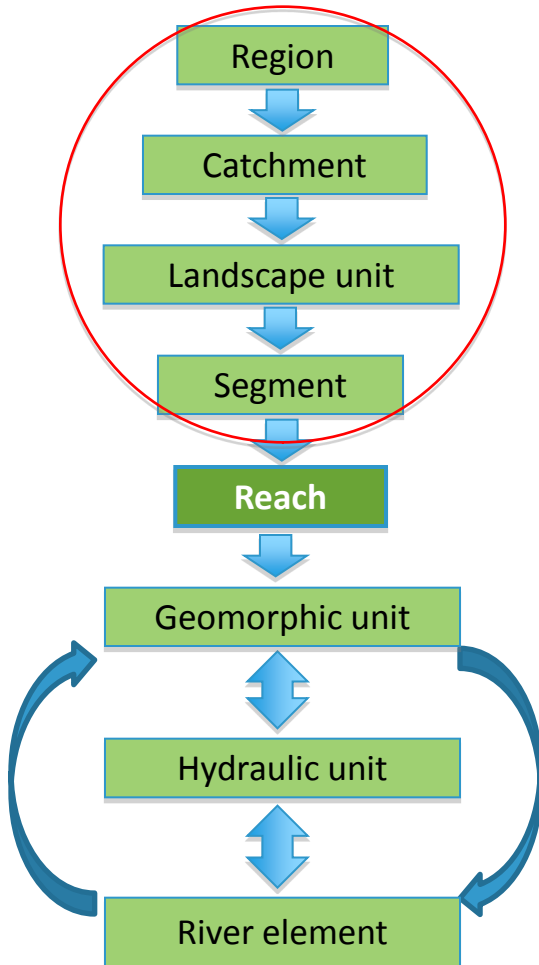 Region
Catchment
Landscape unit
Segment
Reach
Geomorphic unit
Hydraulic unit
River element